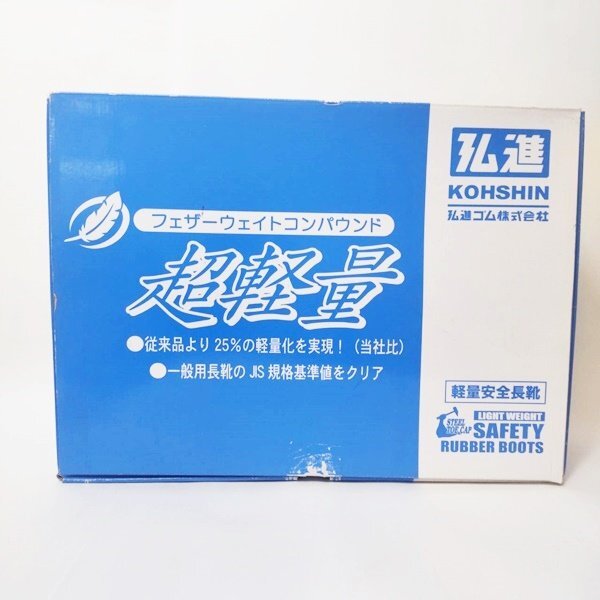 フェザーウェイトコンパウンド
超軽量
●従来品より25%の軽量化を実現！（当社比）
●一般用長靴のJIS規格基準値をクリア
弘進
KOHSHIN
弘進ゴム株式会社
軽量安全長靴
STEEL TOE CAP
LIGHT WEIGHT
SAFETY
RUBBER BOOTS